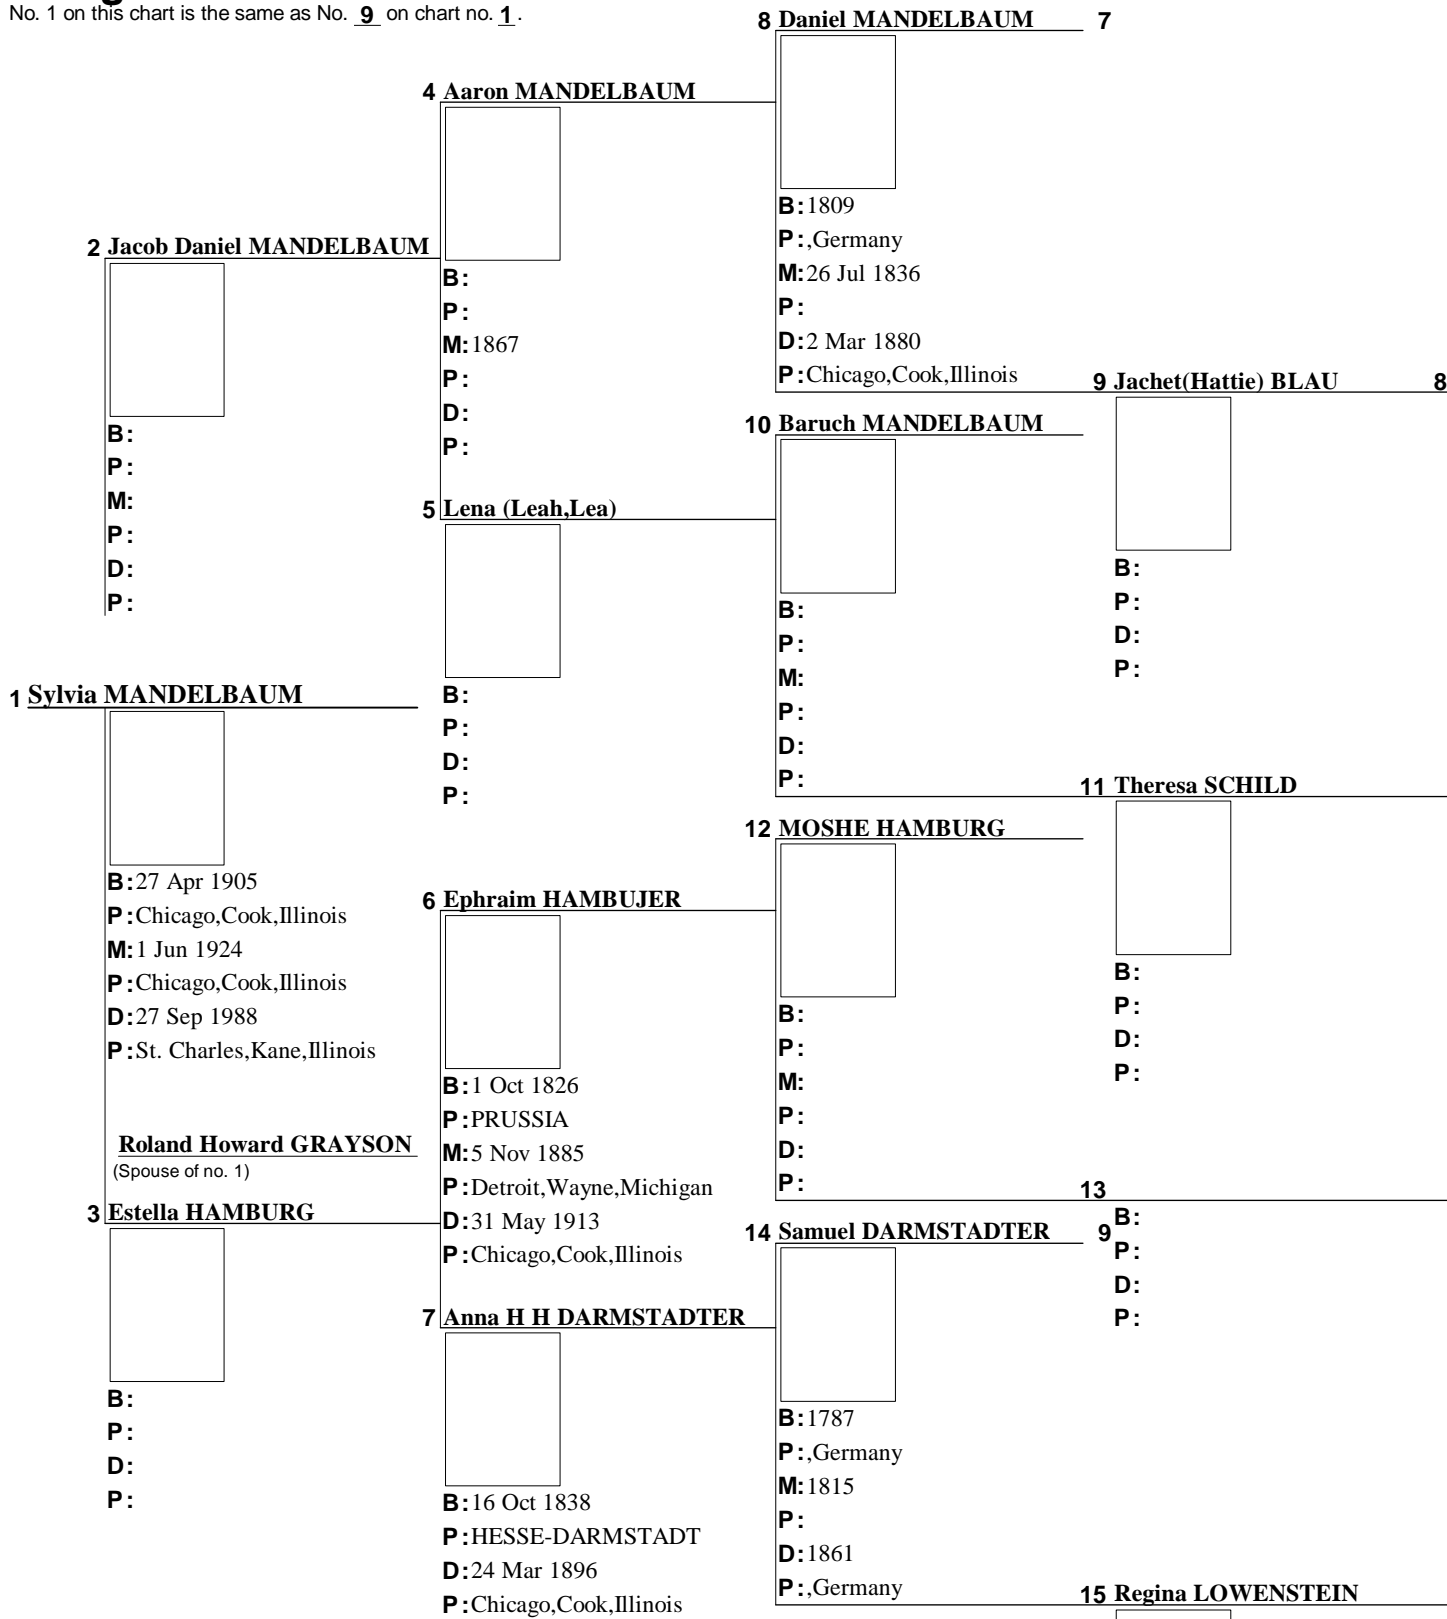 No. 1 on this chart is the same as No. 9 on chart no. 1.
8 Daniel MANDELBAUM 7
B:1809
P:,Germany
M:26 Jul 1836
P:
D:2 Mar 1880
P:Chicago,Cook,Illinois
4 Aaron MANDELBAUM
B:
P:
M:1867
P:
D:
P:
2 Jacob Daniel MANDELBAUM
B:
P:
M:
P:
D:
P:
9 Jachet(Hattie) BLAU 8
B:
P:
D:
P:
10 Baruch MANDELBAUM
B:
P:
M:
P:
D:
P:
5 Lena (Leah,Lea)
B:
P:
D:
P:
1 Sylvia MANDELBAUM
B:27 Apr 1905
P:Chicago,Cook,Illinois
M:1 Jun 1924
P:Chicago,Cook,Illinois
D:27 Sep 1988
P:St. Charles,Kane,Illinois
Roland Howard GRAYSON
(Spouse of no. 1)
11 Theresa SCHILD
B:
P:
D:
P:
12 MOSHE HAMBURG
B:
P:
M:
P:
D:
P:
6 Ephraim HAMBUJER
B:1 Oct 1826
P:PRUSSIA
M:5 Nov 1885
P:Detroit,Wayne,Michigan
D:31 May 1913
P:Chicago,Cook,Illinois
13
B:
P:
D:
P:
3 Estella HAMBURG
B:
P:
D:
P:
14 Samuel DARMSTADTER 9
B:1787
P:,Germany
M:1815
P:
D:1861
P:,Germany
7 Anna H H DARMSTADTER
B:16 Oct 1838
P:HESSE-DARMSTADT
D:24 Mar 1896
P:Chicago,Cook,Illinois
15 Regina LOWENSTEIN